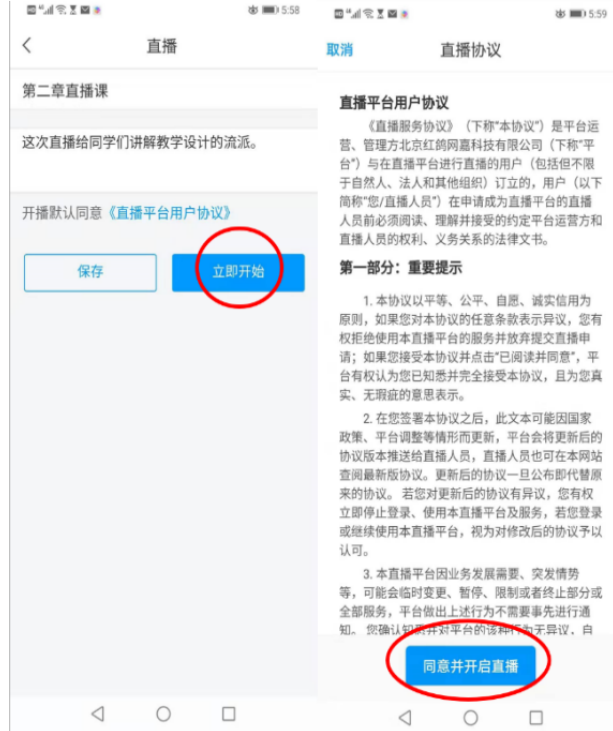 5:58
直播
第二章直播课
这次直播给同学们讲解教学设计的流派。
开播默认同意《直播平台用户协议》
保存
立即开始
5:59
取消
直播协议
直播平台用户协议
《直播服务协议》（下称“本协议”）是平台运
营、管理方北京红鸽网嘉科技有限公司（下称“平
台”）与在直播平台进行直播的用户（包括但不限
于自然人、法人和其他组织）订立的，用户（以下
简称“您/直播人员”）在申请成为直播平台的直播
人员前必须阅读、理解并接受的约定平台运营方和
直播人员的权利、义务关系的法律文书。
第一部分：重要提示
1. 本协议以平等、公平、自愿、诚实信用为
原则，如果您对本协议的任意条款表示异议，您有
权拒绝使用本直播平台的服务并放弃提交直播申
请；如果您接受本协议并点击“已阅读并同意”，平
台有权认为您已知悉并完全接受本协议，且为您真
实、无瑕疵的意思表示。
2. 在您签署本协议之后，此文本可能因国家
政策、平台调整等情形而更新，平台会将更新后的
协议版本推送给直播人员，直播人员也可在本网站
查阅最新版协议。更新后的协议一旦公布即代替原
来的协议。 若您对更新后的协议有异议，您有权
立即停止登录、使用本直播平台及服务，若您登录
或继续使用本直播平台，视为对修改后的协议予以
认可。
3. 本直播平台因业务发展需要、突发情势
等，可能会临时变更、暂停、限制或者终止部分或
全部服务，平台做出上述行为不需要事先进行通
知。 您确认知悉并对平台的该种行为无异议，自
同意并开启直播